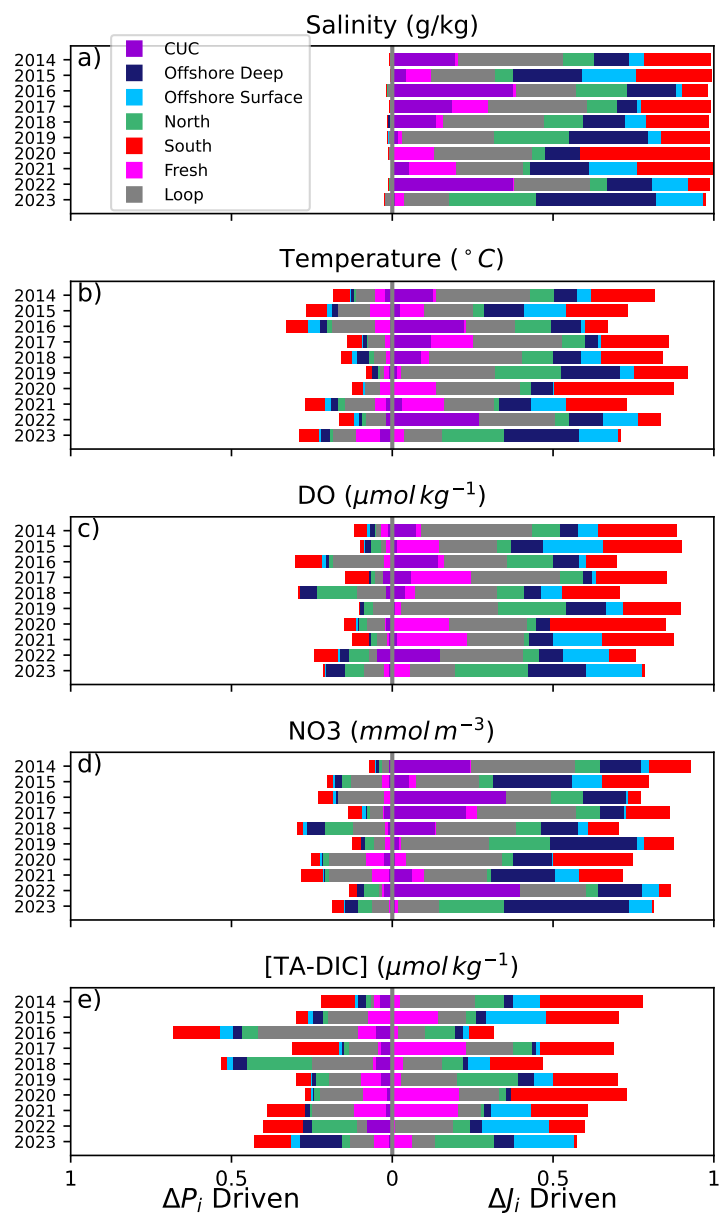 Salinity (g/kg)
a)
CUC
Offshore Deep
Offshore Surface
North
South
Fresh
Loop
2014
2015
2016
2017
2018
2019
2020
2021
2022
2023
Temperature (°C)
b)
2014
2015
2016
2017
2018
2019
2020
2021
2022
2023
DO (μmol kg⁻¹)
c)
2014
2015
2016
2017
2018
2019
2020
2021
2022
2023
NO3 (mmol m⁻³)
d)
2014
2015
2016
2017
2018
2019
2020
2021
2022
2023
[TA-DIC] (μmol kg⁻¹)
e)
2014
2015
2016
2017
2018
2019
2020
2021
2022
2023
1 0.5 0 0.5 1
ΔPᵢ Driven ΔJᵢ Driven